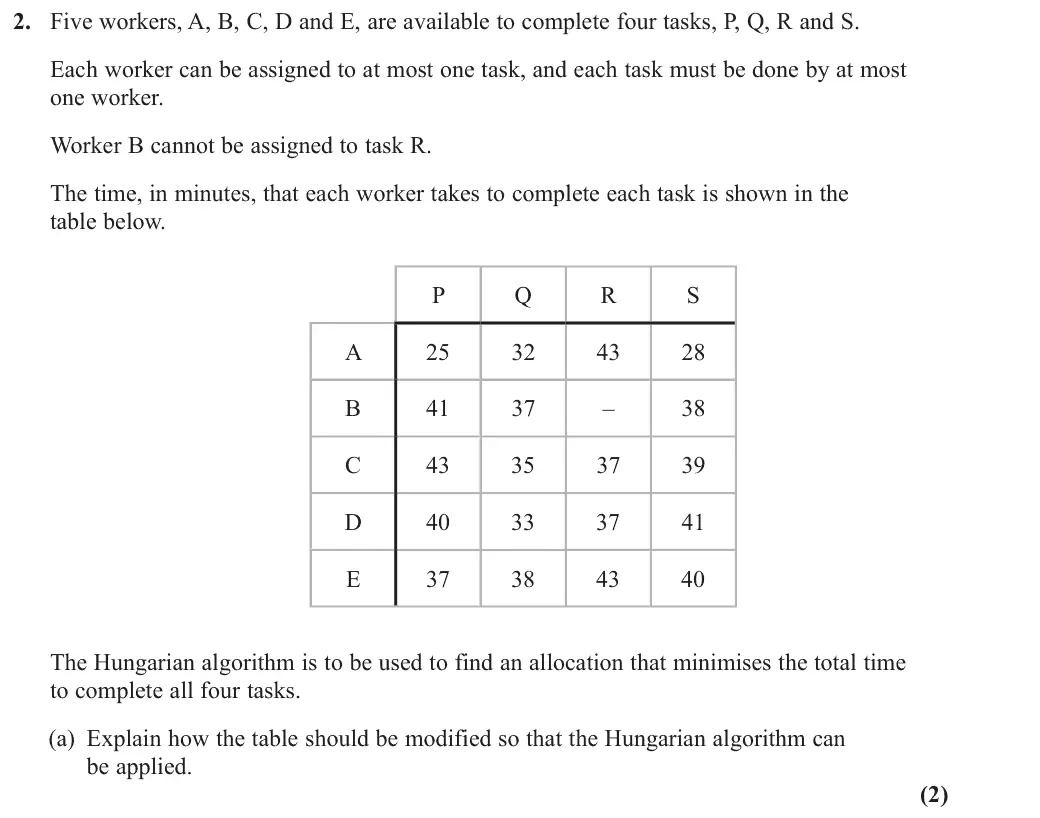 2. Five workers, A, B, C, D and E, are available to complete four tasks, P, Q, R and S.
Each worker can be assigned to at most one task, and each task must be done by at most
one worker.
Worker B cannot be assigned to task R.
The time, in minutes, that each worker takes to complete each task is shown in the
table below.
P Q R S
A 25 32 43 28
B 41 37 – 38
C 43 35 37 39
D 40 33 37 41
E 37 38 43 40
The Hungarian algorithm is to be used to find an allocation that minimises the total time
to complete all four tasks.
(a) Explain how the table should be modified so that the Hungarian algorithm can
be applied.
(2)